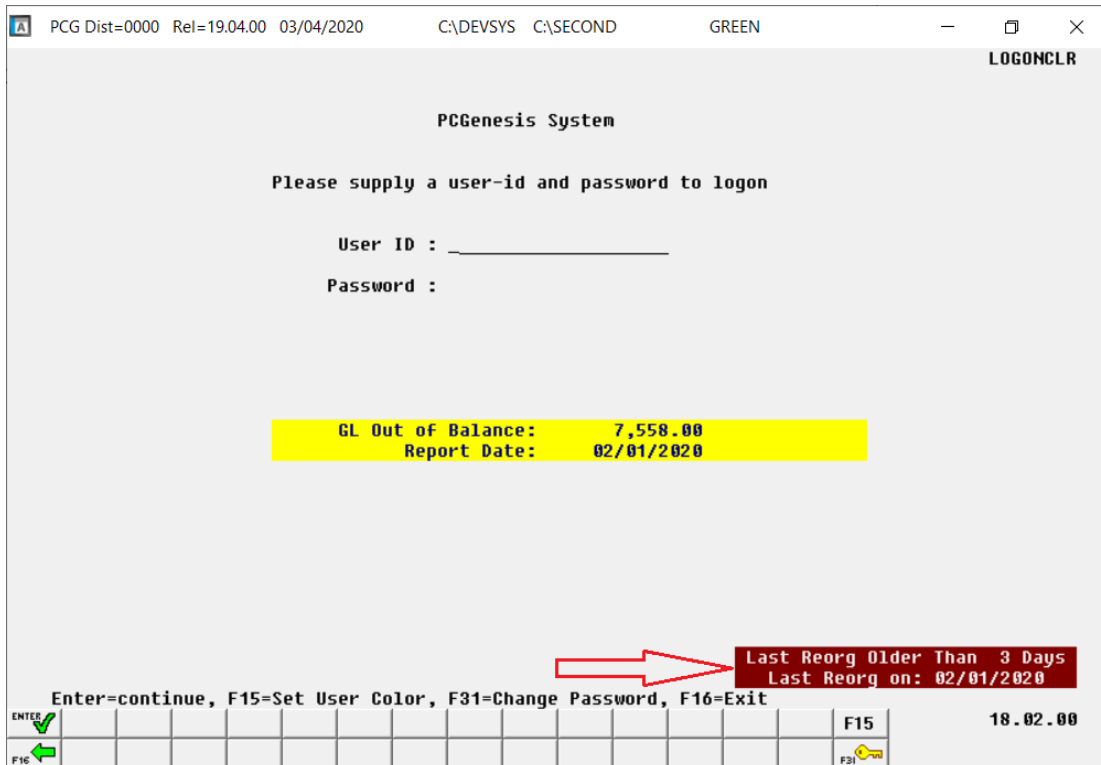 A PCG Dist=0000 Rel=19.04.00 03/04/2020 C:\DEVSYS C:\SECOND GREEN
LOGONCLR
PCGenesis System
Please supply a user-id and password to logon
User ID : _
Password :
GL Out of Balance: 7,558.00
Report Date: 02/01/2020
Last Reorg Older Than 3 Days
Last Reorg on: 02/01/2020
Enter=continue, F15=Set User Color, F31=Change Password, F16=Exit
ENTER F15 18.02.00
F16 F31